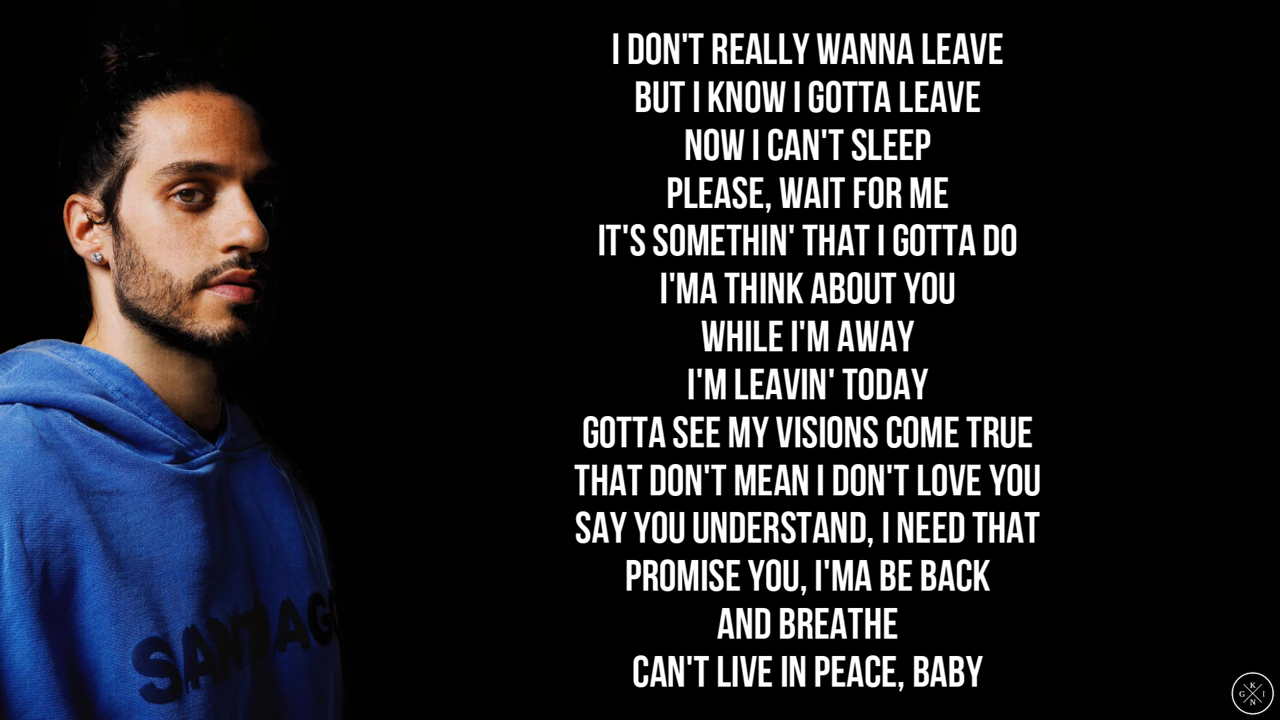 I DON'T REALLY WANNA LEAVE
BUT I KNOW I GOTTA LEAVE
NOW I CAN'T SLEEP
PLEASE, WAIT FOR ME
IT'S SOMETHIN' THAT I GOTTA DO
I'MA THINK ABOUT YOU
WHILE I'M AWAY
I'M LEAVIN' TODAY
GOTTA SEE MY VISIONS COME TRUE
THAT DON'T MEAN I DON'T LOVE YOU
SAY YOU UNDERSTAND, I NEED THAT
PROMISE YOU, I'MA BE BACK
AND BREATHE
CAN'T LIVE IN PEACE, BABY
SANTAGO
K
G I
N